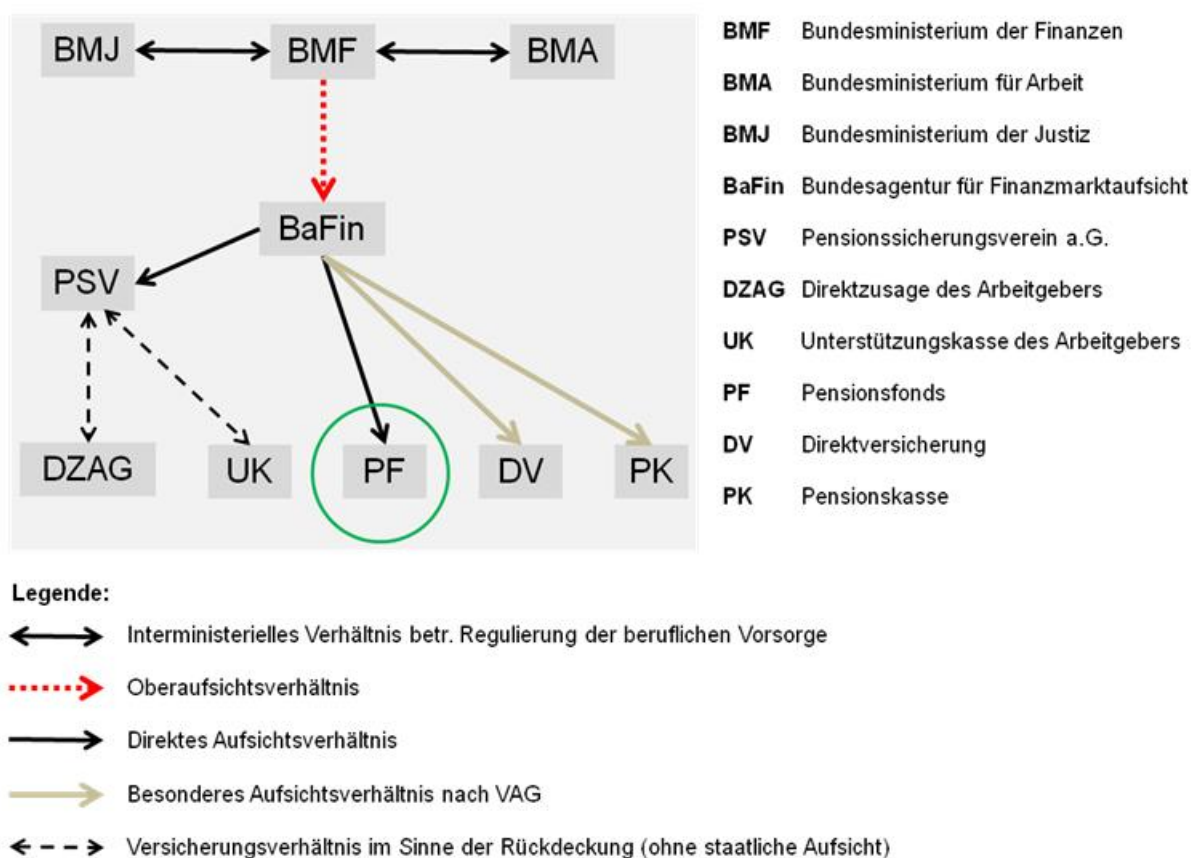 BMJ BMF BMA
BaFin
PSV
DZAG UK PF DV PK
BMF Bundesministerium der Finanzen
BMA Bundesministerium für Arbeit
BMJ Bundesministerium der Justiz
BaFin Bundesagentur für Finanzmarktaufsicht
PSV Pensionssicherungsverein a.G.
DZAG Direktzusage des Arbeitgebers
UK Unterstützungskasse des Arbeitgebers
PF Pensionsfonds
DV Direktversicherung
PK Pensionskasse
Legende:
Interministerielles Verhältnis betr. Regulierung der beruflichen Vorsorge
Oberaufsichtsverhältnis
Direktes Aufsichtsverhältnis
Besonderes Aufsichtsverhältnis nach VAG
Versicherungsverhältnis im Sinne der Rückdeckung (ohne staatliche Aufsicht)